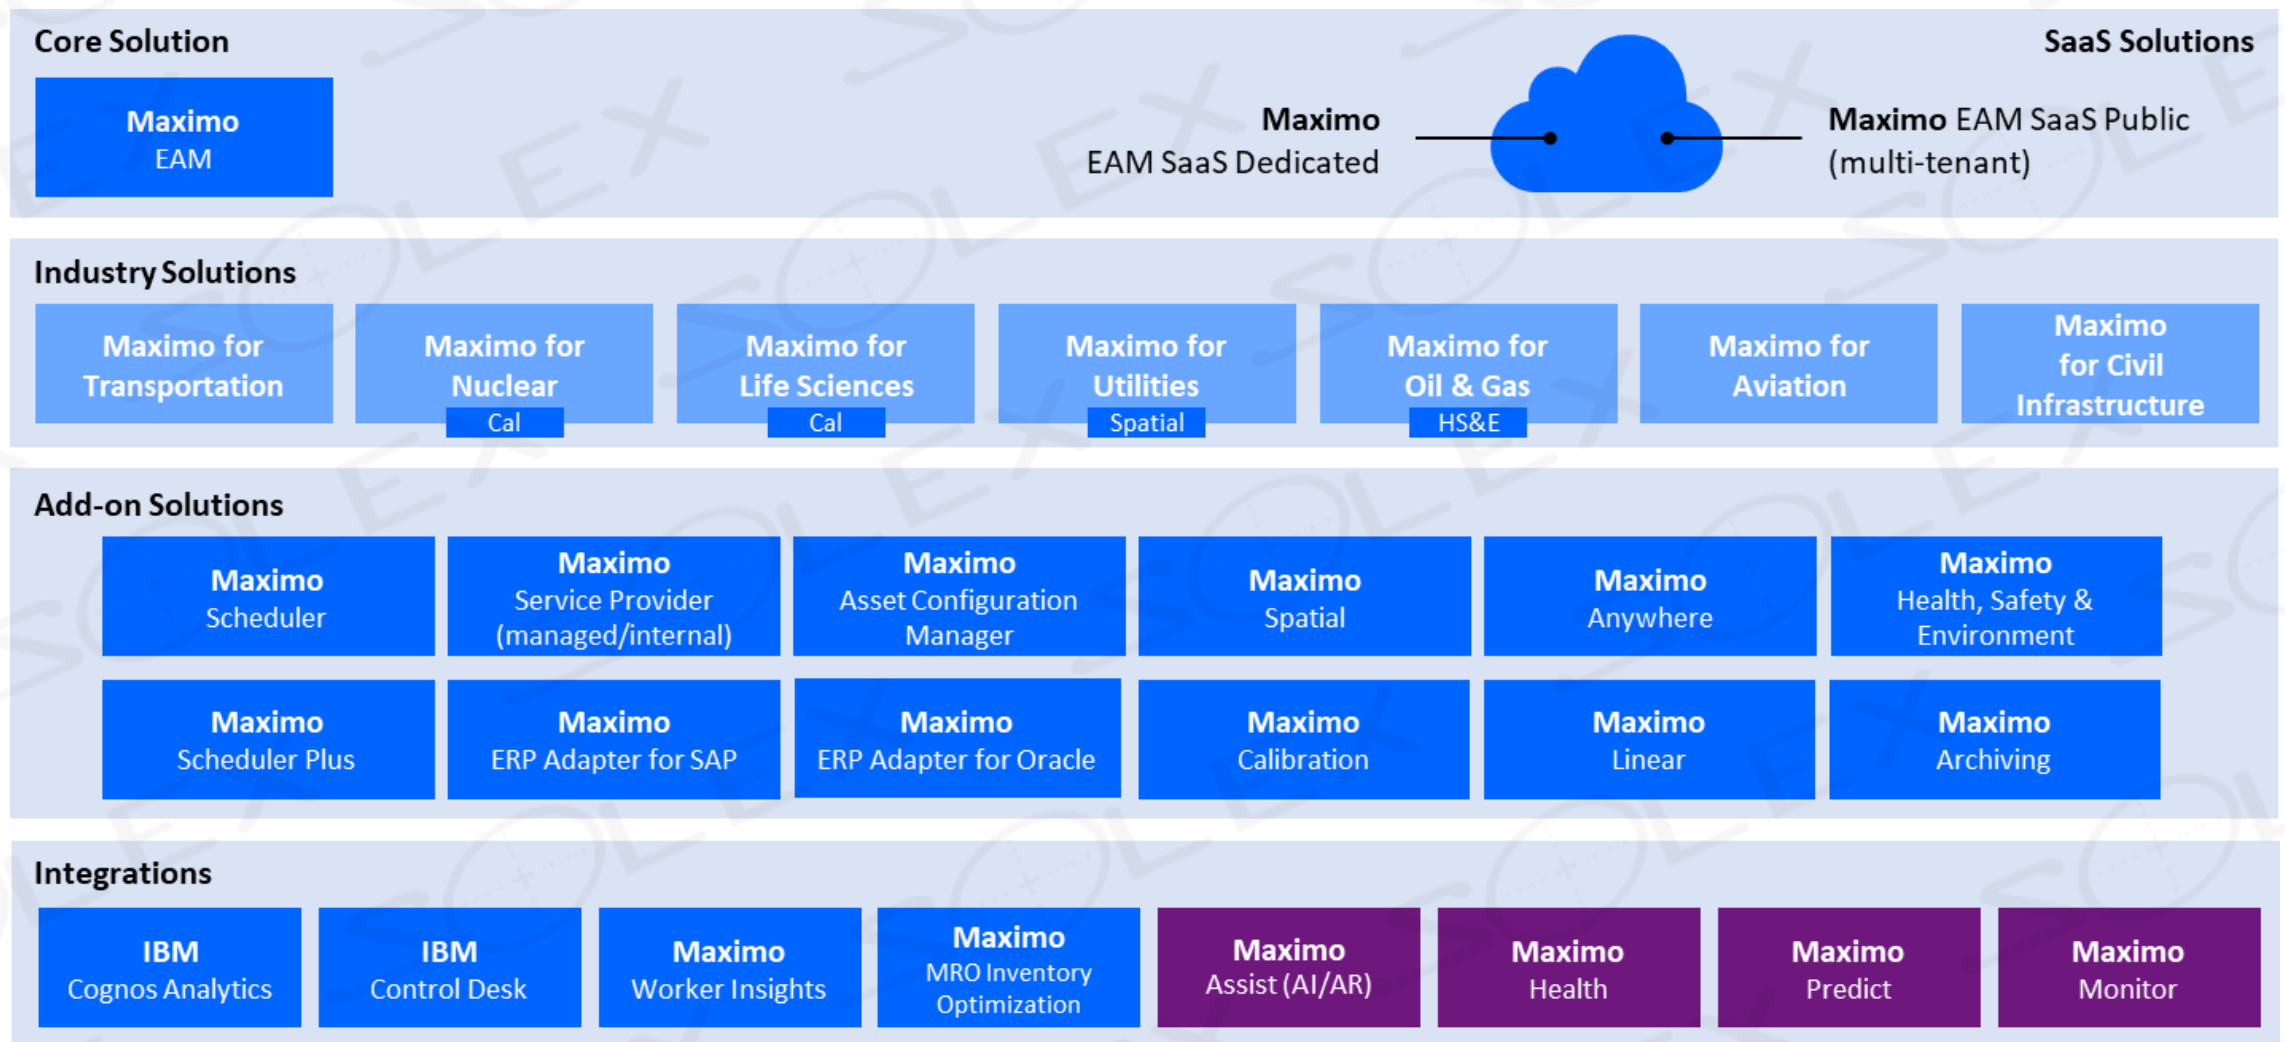 Core Solution
SaaS Solutions
Maximo
EAM
Maximo
EAM SaaS Dedicated
Maximo EAM SaaS Public
(multi-tenant)
Industry Solutions
Maximo for
Transportation
Maximo for
Nuclear
Cal
Maximo for
Life Sciences
Cal
Maximo for
Utilities
Spatial
Maximo for
Oil & Gas
HS&E
Maximo for
Aviation
Maximo
for Civil
Infrastructure
Add-on Solutions
Maximo
Scheduler
Maximo
Service Provider
(managed/internal)
Maximo
Asset Configuration
Manager
Maximo
Spatial
Maximo
Anywhere
Maximo
Health, Safety &
Environment
Maximo
Scheduler Plus
Maximo
ERP Adapter for SAP
Maximo
ERP Adapter for Oracle
Maximo
Calibration
Maximo
Linear
Maximo
Archiving
Integrations
IBM
Cognos Analytics
IBM
Control Desk
Maximo
Worker Insights
Maximo
MRO Inventory
Optimization
Maximo
Assist (AI/AR)
Maximo
Health
Maximo
Predict
Maximo
Monitor
SOLEX